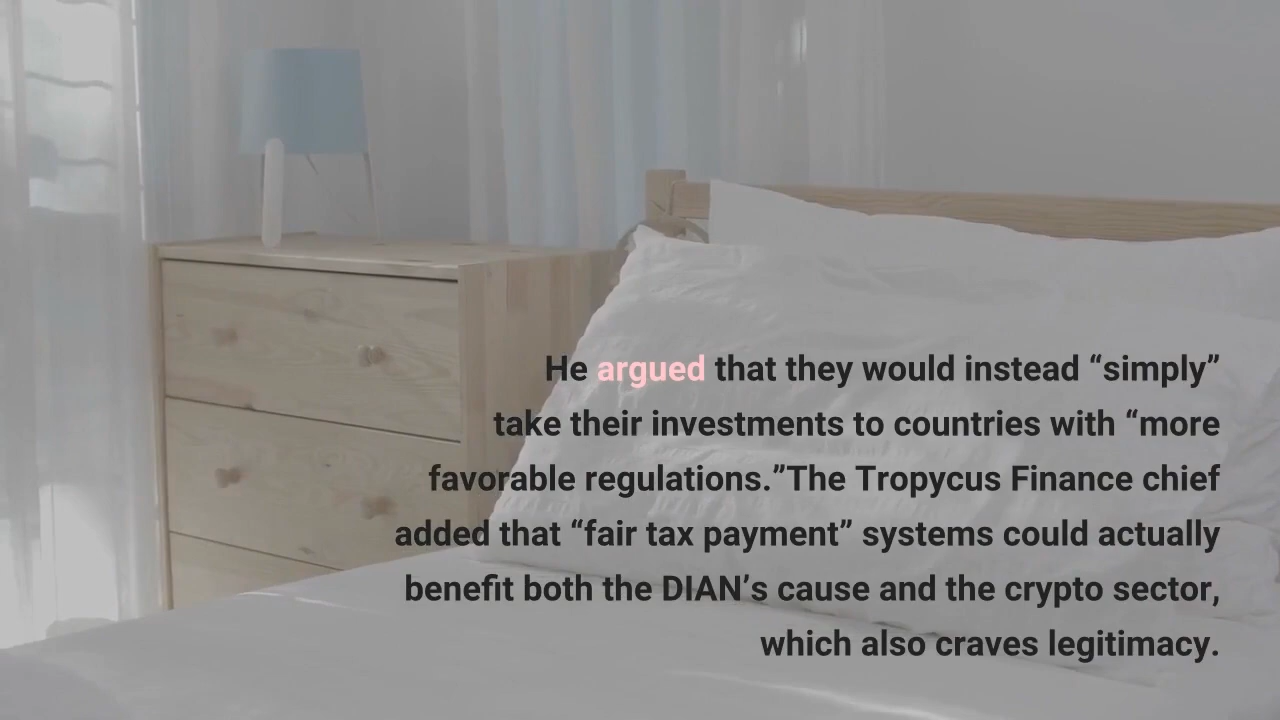 He argued that they would instead “simply”
take their investments to countries with “more
favorable regulations.”The Tropycus Finance chief
added that “fair tax payment” systems could actually
benefit both the DIAN’s cause and the crypto sector,
which also craves legitimacy.